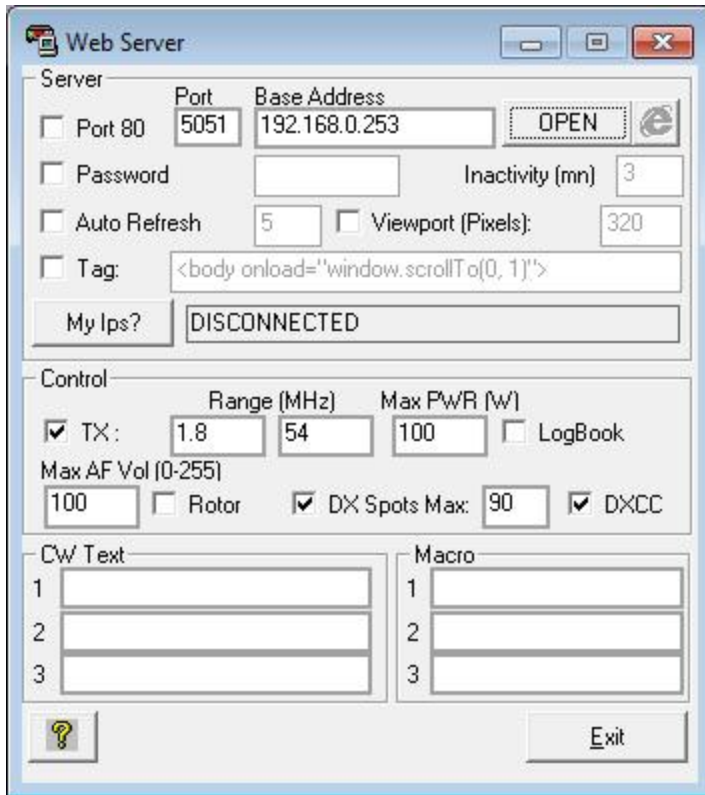 Web Server
Server
Port Base Address
Port 80 5051 192.168.0.253 OPEN
Password Inactivity (mn) 3
Auto Refresh 5 Viewport (Pixels): 320
Tag: <body onload="window.scrollTo(0, 1)">
My Ips? DISCONNECTED
Control
Range (MHz) Max PWR (W)
TX : 1.8 54 100 LogBook
Max AF Vol (0-255)
100 Rotor DX Spots Max: 90 DXCC
CW Text Macro
1 1
2 2
3 3
? Exit